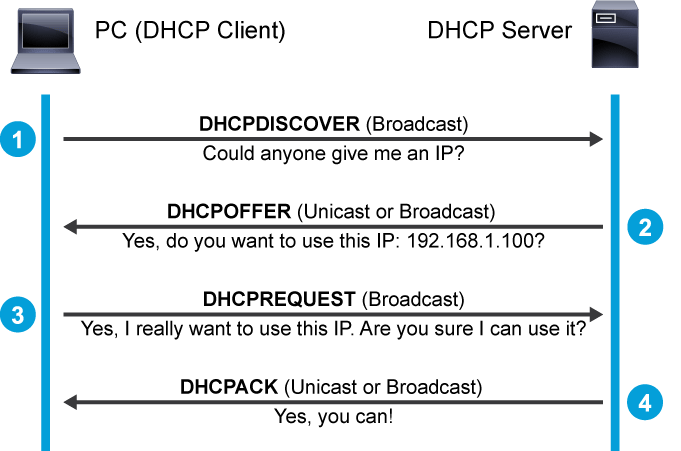 PC (DHCP Client)
DHCP Server
1
DHCPDISCOVER (Broadcast)
Could anyone give me an IP?
DHCPOFFER (Unicast or Broadcast)
2
Yes, do you want to use this IP: 192.168.1.100?
3
DHCPREQUEST (Broadcast)
Yes, I really want to use this IP. Are you sure I can use it?
DHCPACK (Unicast or Broadcast)
4
Yes, you can!